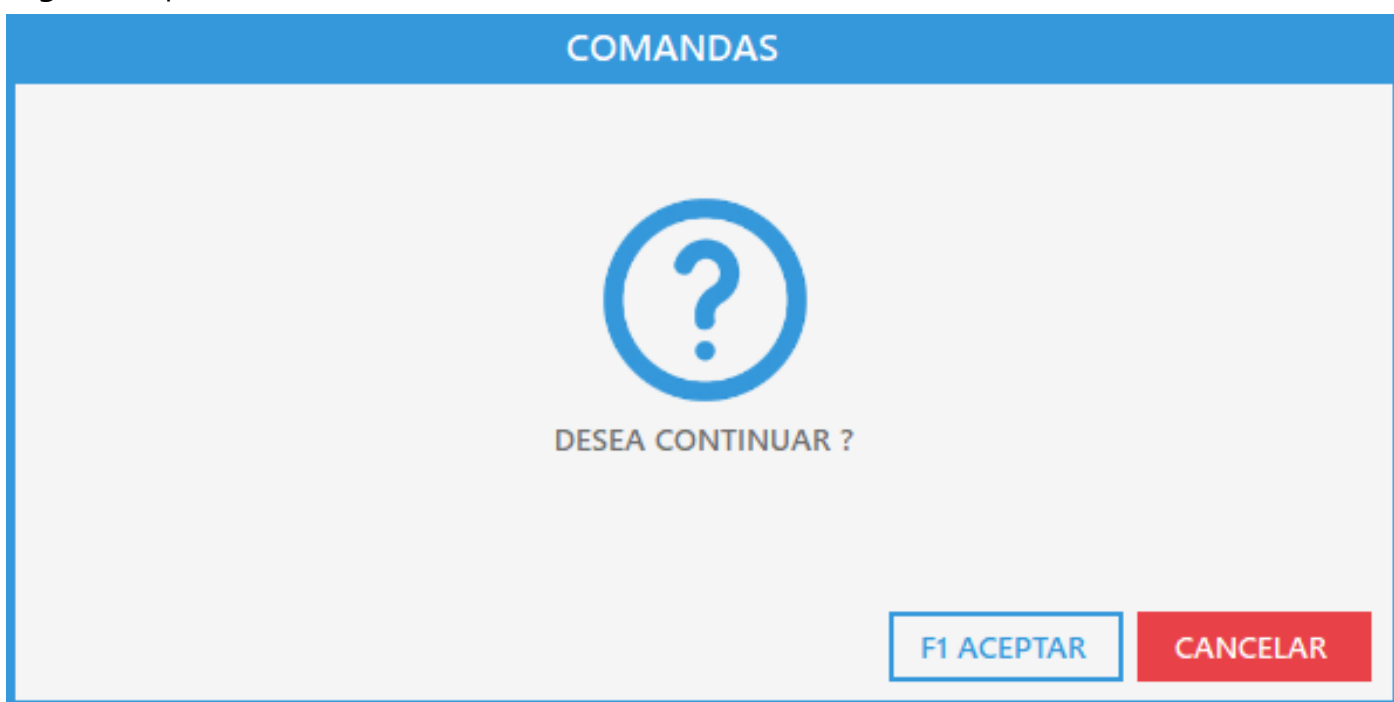 COMANDAS
?
DESEA CONTINUAR ?
F1 ACEPTAR
CANCELAR